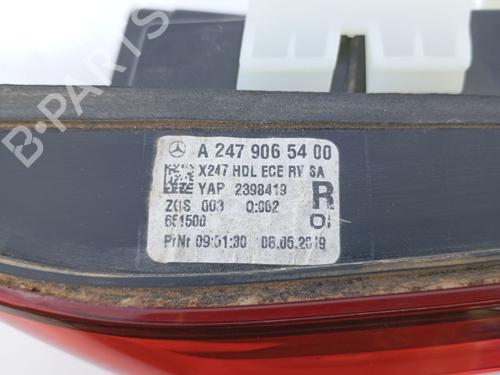 B-PARTS
A 247 906 54 00
X247 HDL ECE RV SA
YAP 2398419
R
ZGS 003 Q:002
651500
PrNr 09:01:30 08.05.2019